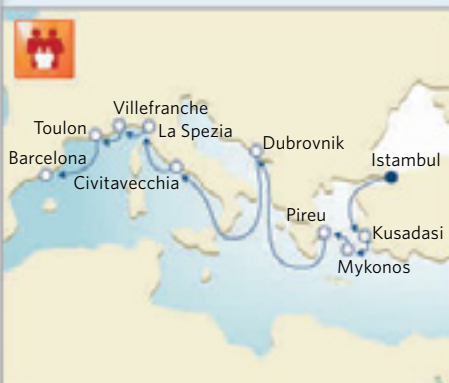 Villefranche
Toulon
La Spezia
Barcelona
Civitavecchia
Dubrovnik
Istambul
Pireu
Kusadasi
Mykonos